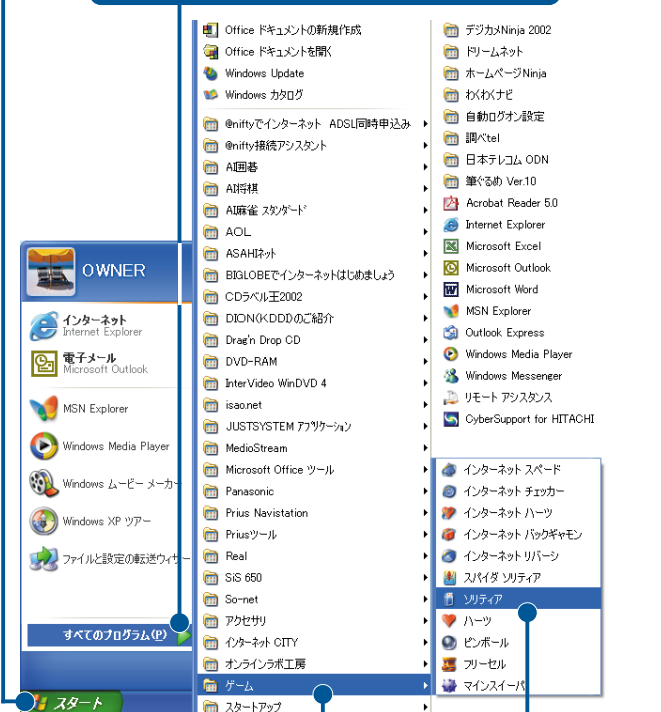 Office ドキュメントの新規作成
Office ドキュメントを開く
Windows Update
Windows カタログ
@niftyでインターネット ADSL同時申込み
@nifty接続アシスタント
AI囲碁
AI将棋
AI麻雀 スタンダード
AOL
ASAHIネット
BIGLOBEでインターネットはじめましょう
CDラベル王2002
DION(KDDI)のご紹介
Drag'n Drop CD
DVD-RAM
InterVideo WinDVD 4
isao.net
JUSTSYSTEM アプリケーション
MedioStream
Microsoft Office ツール
Panasonic
Prius Navistation
Priusツール
Real
SiS 650
So-net
アクセサリ
インターネット CITY
オンラインラボ工房
ゲーム
スタートアップ
デジカメNinja 2002
ドリームネット
ホームページNinja
わくわくナビ
自動ログオン設定
調べtel
日本テレコム ODN
筆ぐるめ Ver.10
Acrobat Reader 5.0
Internet Explorer
Microsoft Excel
Microsoft Outlook
Microsoft Word
MSN Explorer
Outlook Express
Windows Media Player
Windows Messenger
リモート アシスタンス
CyberSupport for HITACHI
インターネット スペード
インターネット チェッカー
インターネット ハーツ
インターネット バックギャモン
インターネット リバーシ
スパイダ ソリティア
ソリティア
ハーツ
ピンボール
フリーセル
マインスイーパ
OWNER
インターネット
Internet Explorer
電子メール
Microsoft Outlook
MSN Explorer
Windows Media Player
Windows ムービー メーカ
Windows XP ツアー
ファイルと設定の転送ウィザー
すべてのプログラム(P)
スタート